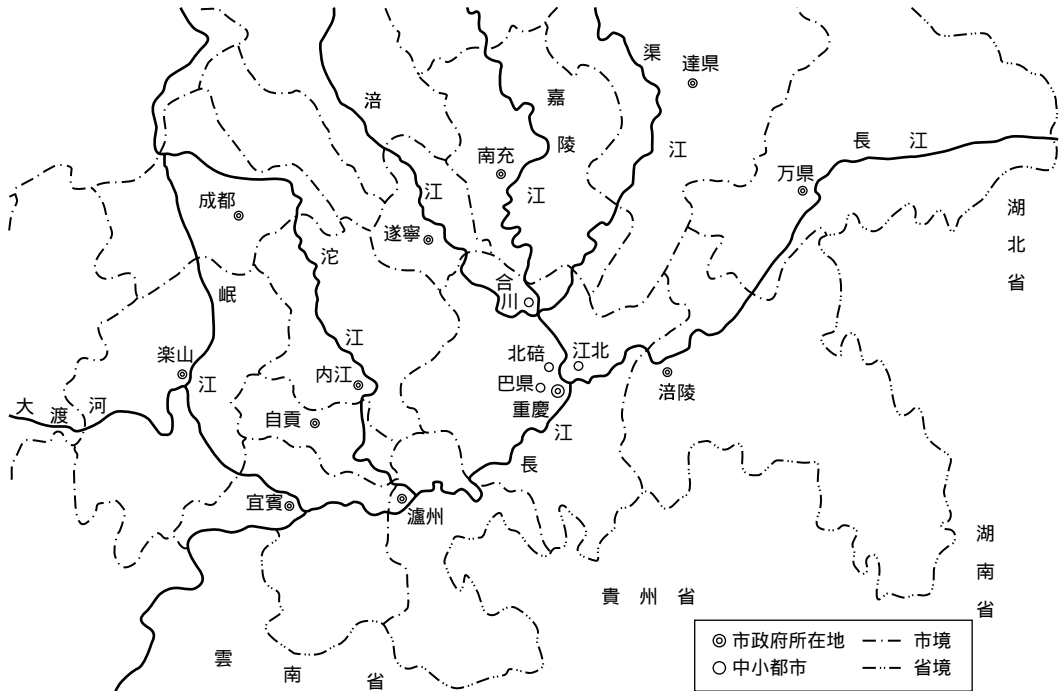 渠江
達県
涪江
嘉陵江
長江
南充
万県
成都
遂寧
湖北省
沱江
合川
岷江
楽山
北碚
江北
内江
巴県
涪陵
重慶
大渡河
自貢
長江
宜賓
瀘州
湖南省
貴州省
雲南省
市政府所在地
市境
中小都市
省境